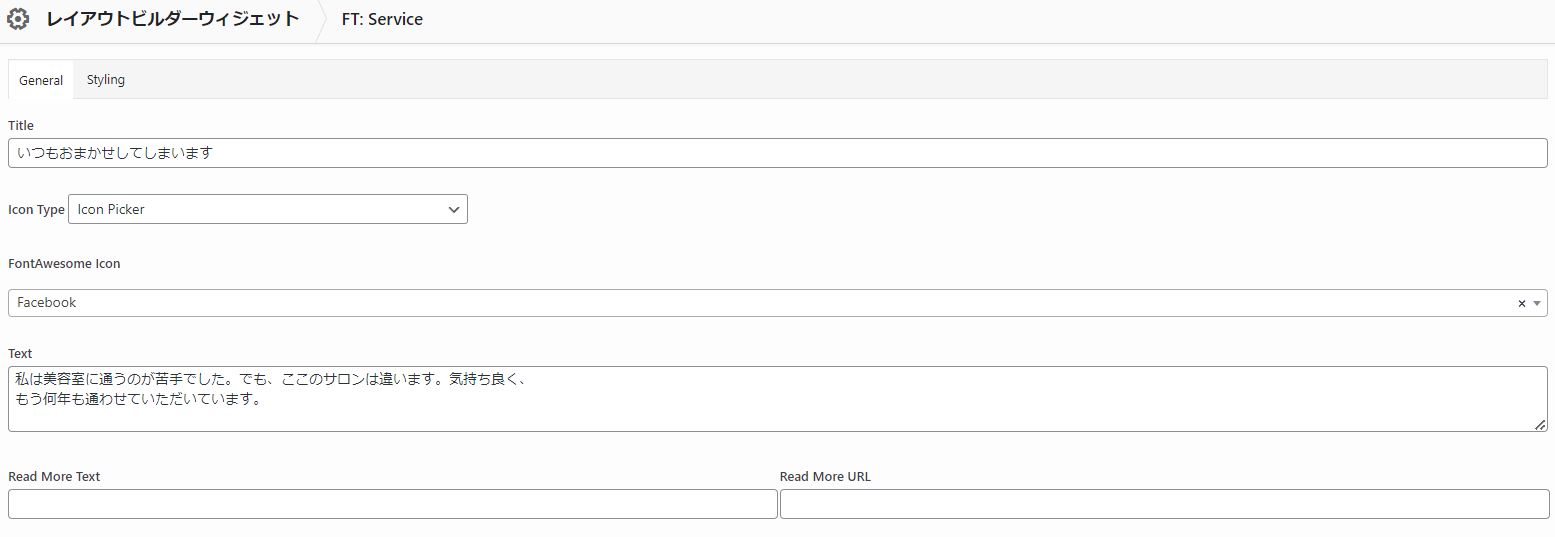 レイアウトビルダーウィジェット FT: Service
General Styling
Title
いつもおまかせしてしまいます
Icon Type Icon Picker
FontAwesome Icon
Facebook ×
Text
私は美容室に通うのが苦手でした。でも、ここのサロンは違います。気持ち良く、
もう何年も通わせていただいています。
Read More Text Read More URL